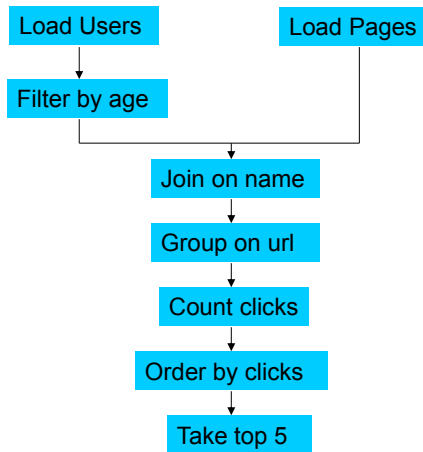 Load Users
Load Pages
Filter by age
Join on name
Group on url
Count clicks
Order by clicks
Take top 5